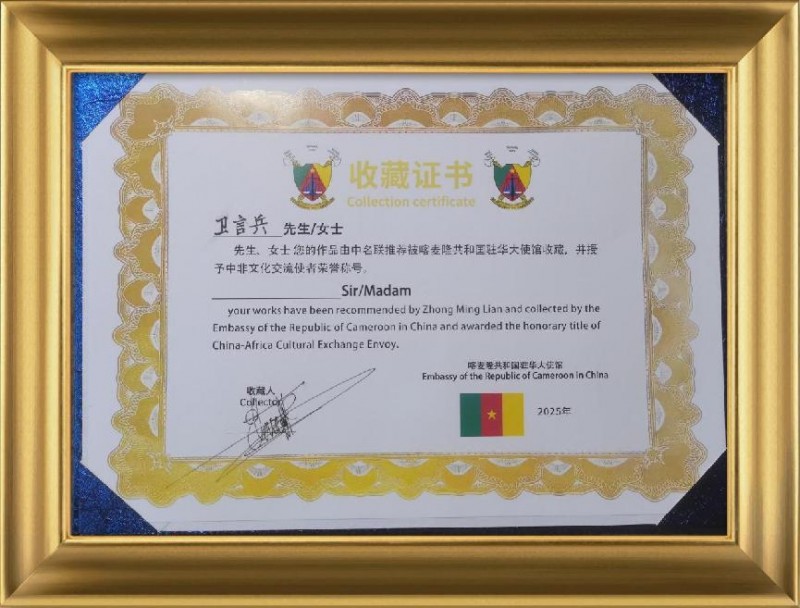 收藏证书
Collection certificate
卫言兵 先生/女士
先生、女士您的作品由中名联推荐被喀麦隆共和国驻华大使馆收藏，并授
予中非文化交流使者荣誉称号。
Sir/Madam
your works have been recommended by Zhong Ming Lian and collected by the
Embassy of the Republic of Cameroon in China and awarded the honorary title of
China-Africa Cultural Exchange Envoy.
喀麦隆共和国驻华大使馆
Embassy of the Republic of Cameroon in China
收藏人
Collector
2025年